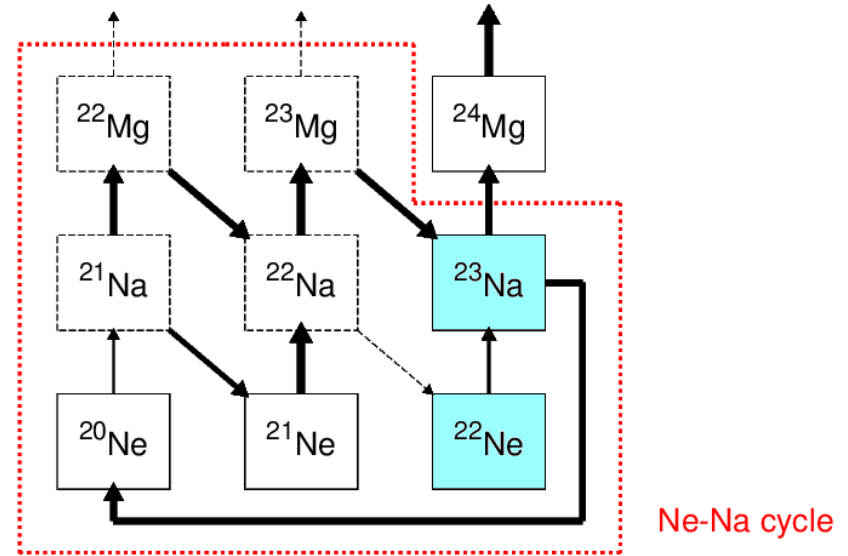 ²²Mg ²³Mg ²⁴Mg
²¹Na ²²Na ²³Na
²⁰Ne ²¹Ne ²²Ne
Ne-Na cycle